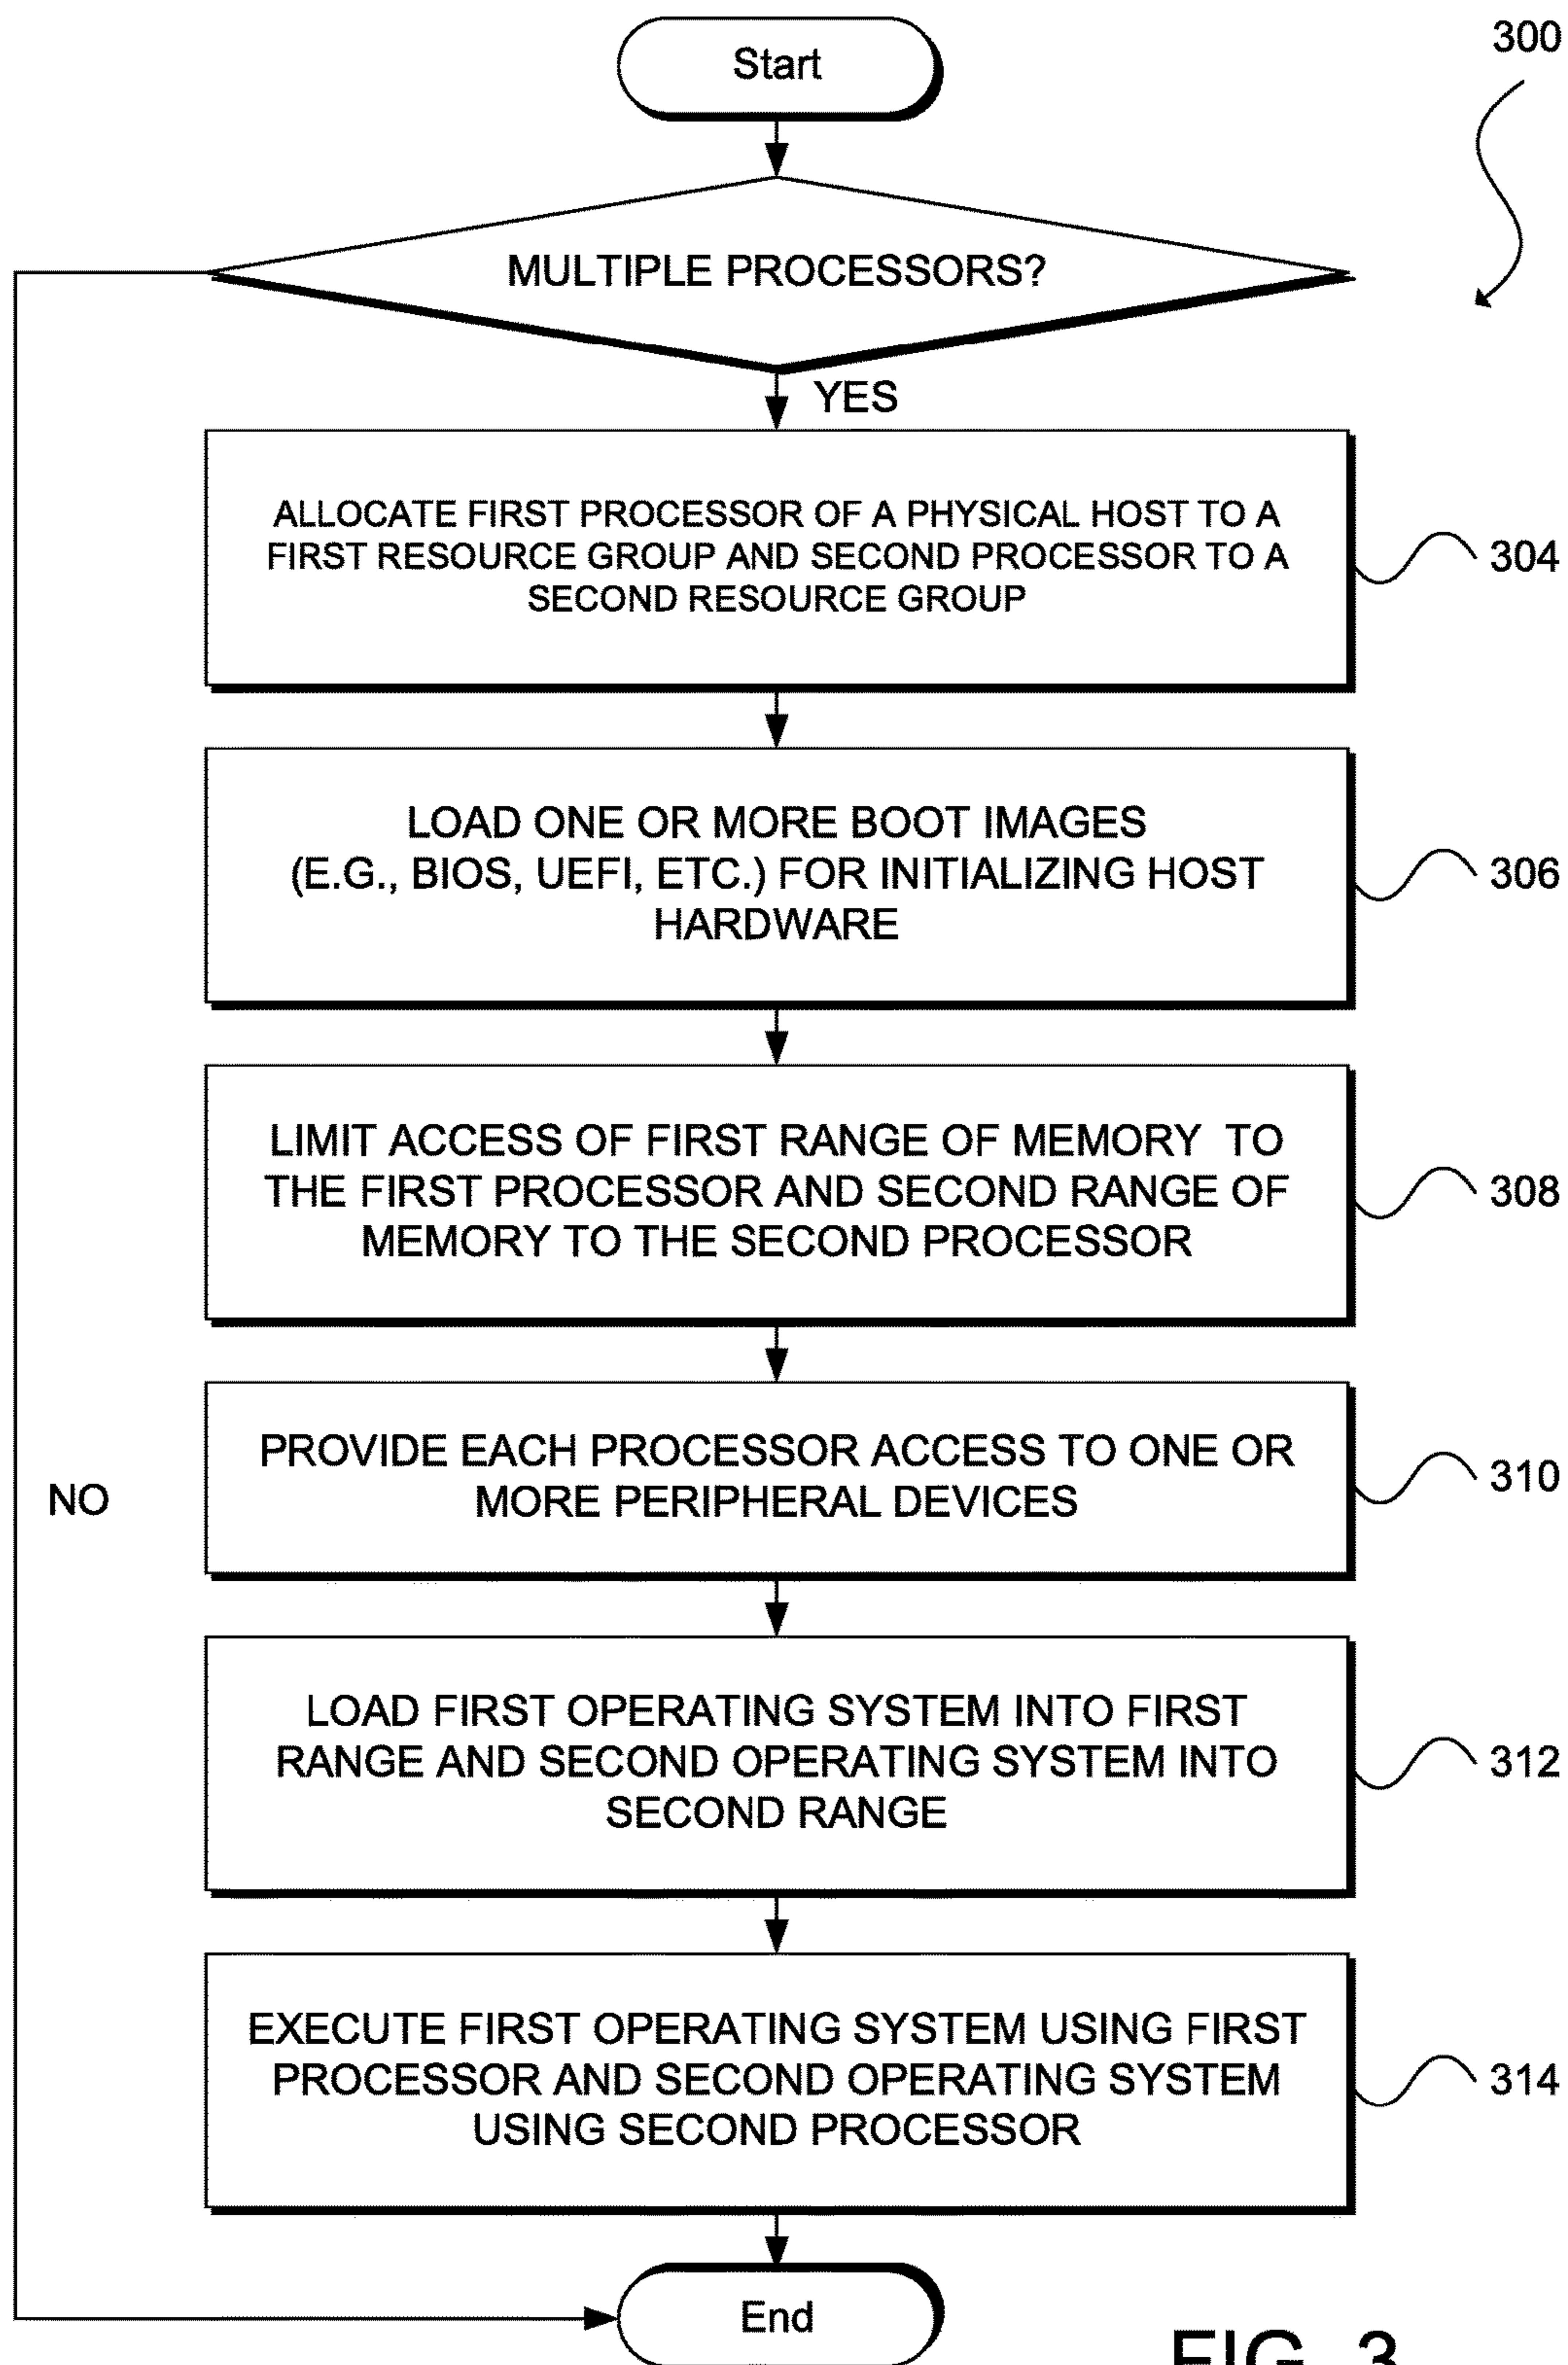 300
Start
MULTIPLE PROCESSORS?
YES
ALLOCATE FIRST PROCESSOR OF A PHYSICAL HOST TO A
FIRST RESOURCE GROUP AND SECOND PROCESSOR TO A
SECOND RESOURCE GROUP
304
LOAD ONE OR MORE BOOT IMAGES
(E.G., BIOS, UEFI, ETC.) FOR INITIALIZING HOST
HARDWARE
306
LIMIT ACCESS OF FIRST RANGE OF MEMORY TO
THE FIRST PROCESSOR AND SECOND RANGE OF
MEMORY TO THE SECOND PROCESSOR
308
PROVIDE EACH PROCESSOR ACCESS TO ONE OR
MORE PERIPHERAL DEVICES
310
NO
LOAD FIRST OPERATING SYSTEM INTO FIRST
RANGE AND SECOND OPERATING SYSTEM INTO
SECOND RANGE
312
EXECUTE FIRST OPERATING SYSTEM USING FIRST
PROCESSOR AND SECOND OPERATING SYSTEM
USING SECOND PROCESSOR
314
End
FIG. 3